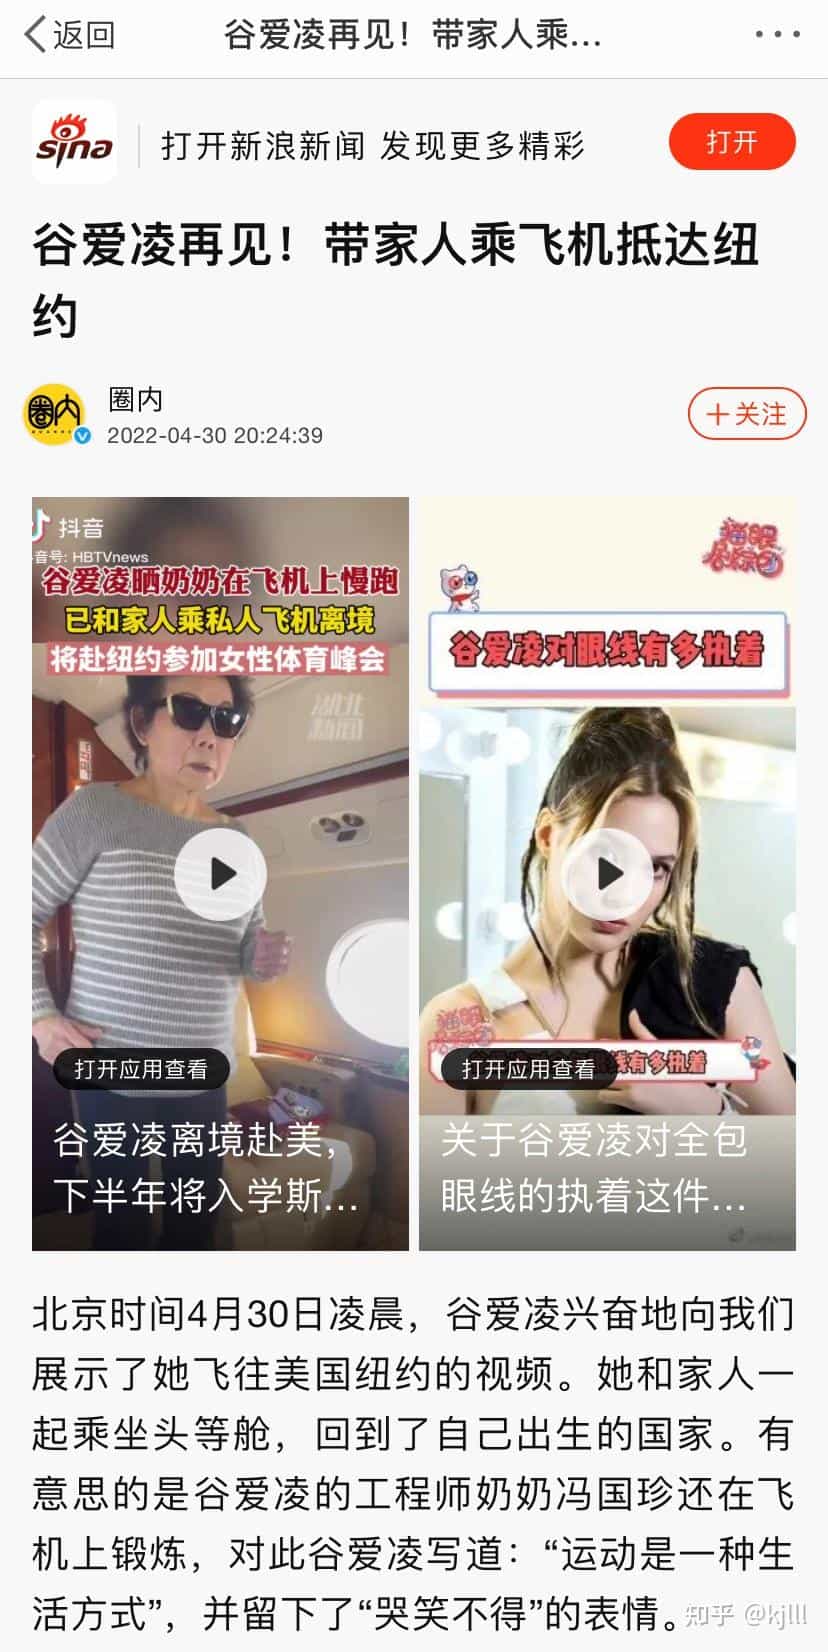 返回
谷爱凌再见！带家人乘...
sina
打开新浪新闻 发现更多精彩
打开
谷爱凌再见！带家人乘飞机抵达纽
约
圈内
圈内
2022-04-30 20:24:39
+关注
抖音
音号: HBTVnews
谷爱凌晒奶奶在飞机上慢跑
已和家人乘私人飞机离境
将赴纽约参加女性体育峰会
湖北
新闻
打开应用查看
谷爱凌离境赴美，
下半年将入学斯...
猫眼
居综包
谷爱凌对眼线有多执着
线有多执着
打开应用查看
关于谷爱凌对全包
眼线的执着这件...
北京时间4月30日凌晨，谷爱凌兴奋地向我们
展示了她飞往美国纽约的视频。她和家人一
起乘坐头等舱，回到了自己出生的国家。有
意思的是谷爱凌的工程师奶奶冯国珍还在飞
机上锻炼，对此谷爱凌写道：“运动是一种生
活方式”，并留下了“哭笑不得”的表情。
知乎 @kjlll